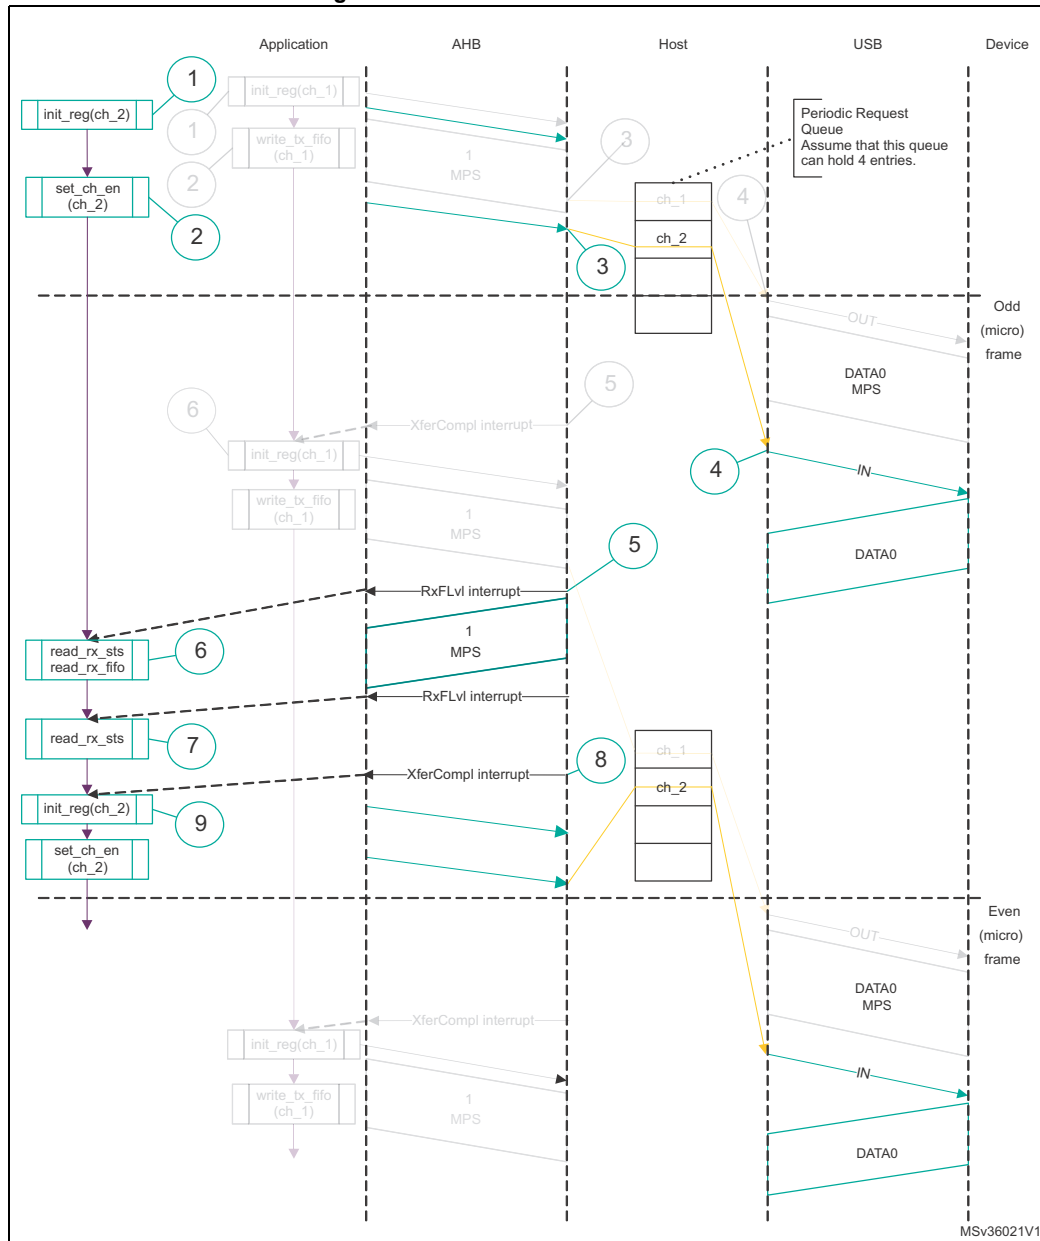 Application
AHB
Host
USB
Device
1
init_reg(ch_1)
init_reg(ch_2)
1
Periodic Request
Queue
Assume that this queue
can hold 4 entries.
write_tx_fifo
(ch_1)
3
1
MPS
set_ch_en
(ch_2)
2
4
ch_1
2
ch_2
3
Odd
(micro)
frame
OUT
DATA0
MPS
5
6
XferCompl interrupt
init_reg(ch_1)
4
IN
write_tx_fifo
(ch_1)
1
MPS
5
DATA0
RxFLvl interrupt
1
MPS
read_rx_sts
read_rx_fifo
6
RxFLvl interrupt
read_rx_sts
7
ch_1
8
XferCompl interrupt
ch_2
init_reg(ch_2)
9
set_ch_en
(ch_2)
Even
(micro)
frame
OUT
DATA0
MPS
XferCompl interrupt
init_reg(ch_1)
IN
write_tx_fifo
(ch_1)
1
MPS
DATA0
MSv36021V1